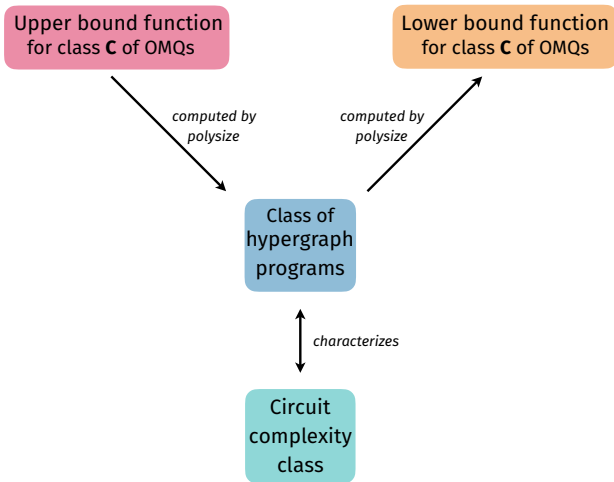 Upper bound function
for class C of OMQs
Lower bound function
for class C of OMQs
computed by
polysize
computed by
polysize
Class of
hypergraph
programs
characterizes
Circuit
complexity
class